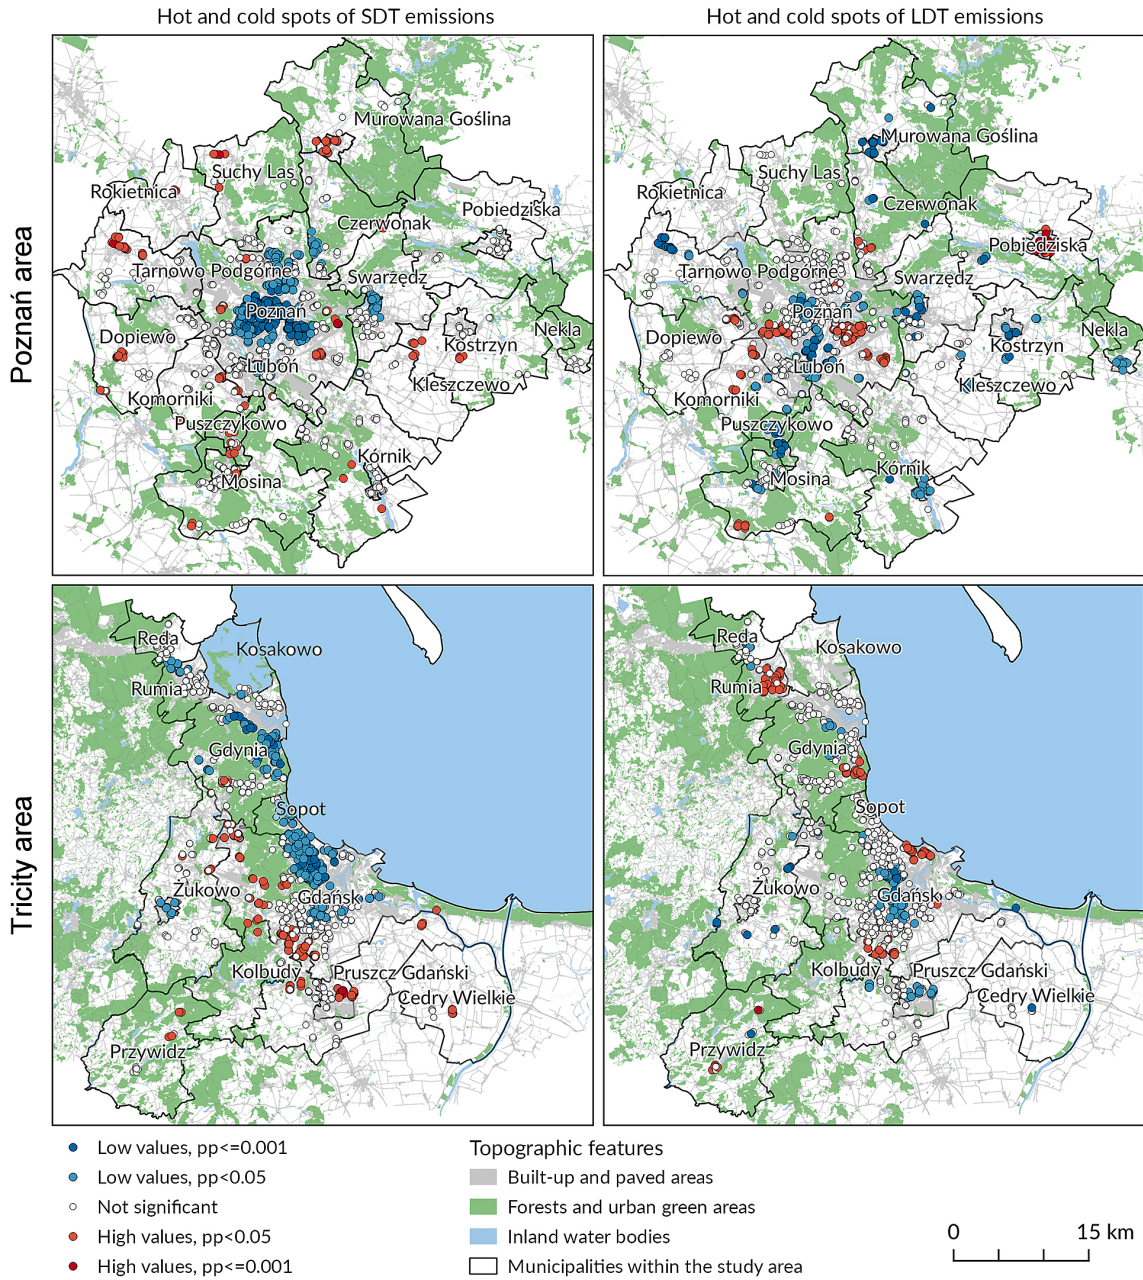 Hot and cold spots of SDT emissions
Hot and cold spots of LDT emissions
Poznań area
Murowana Goślina
Suchy Las
Rokietnica
Pobiedziska
Czerwonak
Tarnowo Podgórne
Swarzędz
Poznań
Dopiewo
Nekla
Kostrzyn
Luboń
Kleszczewo
Komorniki
Puszczykowo
Kórnik
Mosina
Murowana Goślina
Suchy Las
Rokietnica
Czerwonak
Pobiedziska
Tarnowo Podgórne
Swarzędz
Poznań
Dopiewo
Nekla
Kostrzyn
Luboń
Kleszczewo
Komorniki
Puszczykowo
Kórnik
Mosina
Tricity area
Reda
Kosakowo
Rumia
Gdynia
Sopot
Żukowo
Gdańsk
Kolbudy
Pruszcz Gdański
Cedry Wielkie
Przywidz
Reda
Kosakowo
Rumia
Gdynia
Sopot
Żukowo
Gdańsk
Kolbudy
Pruszcz Gdański
Cedry Wielkie
Przywidz
Low values, pp<=0.001
Low values, pp<0.05
Not significant
High values, pp<0.05
High values, pp<=0.001
Topographic features
Built-up and paved areas
Forests and urban green areas
Inland water bodies
Municipalities within the study area
0 15 km